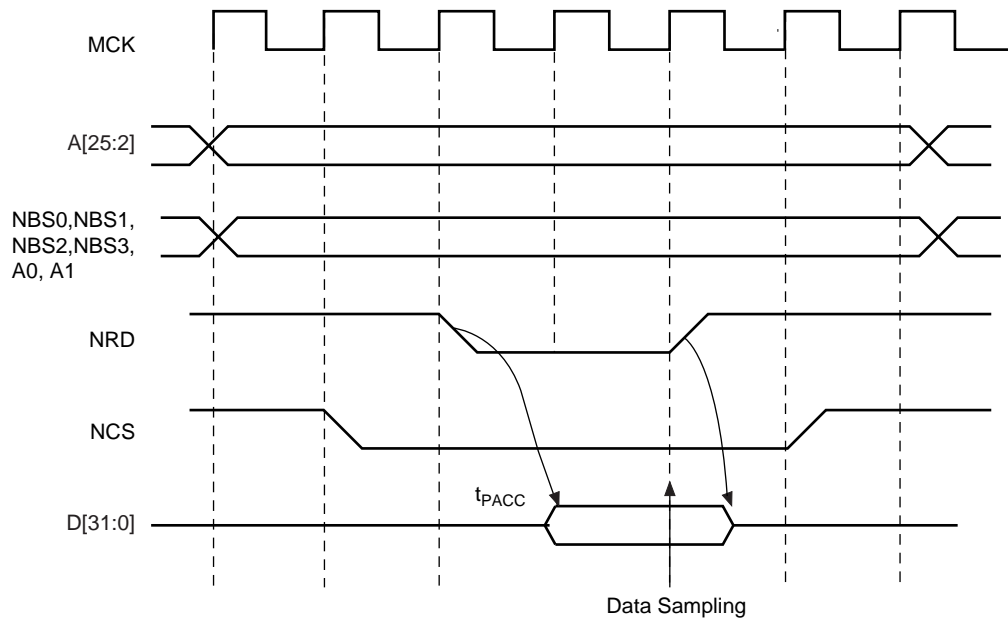 MCK
A[25:2]
NBS0,NBS1,
NBS2,NBS3,
A0, A1
NRD
NCS
tPACC
D[31:0]
Data Sampling